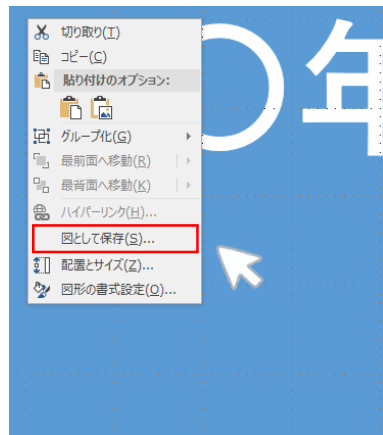 切り取り(T)
コピー(C)
貼り付けのオプション:
グループ化(G)
最前面へ移動(R)
最背面へ移動(K)
ハイパーリンク(H)...
図として保存(S)...
配置とサイズ(Z)...
図形の書式設定(O)...
〇年